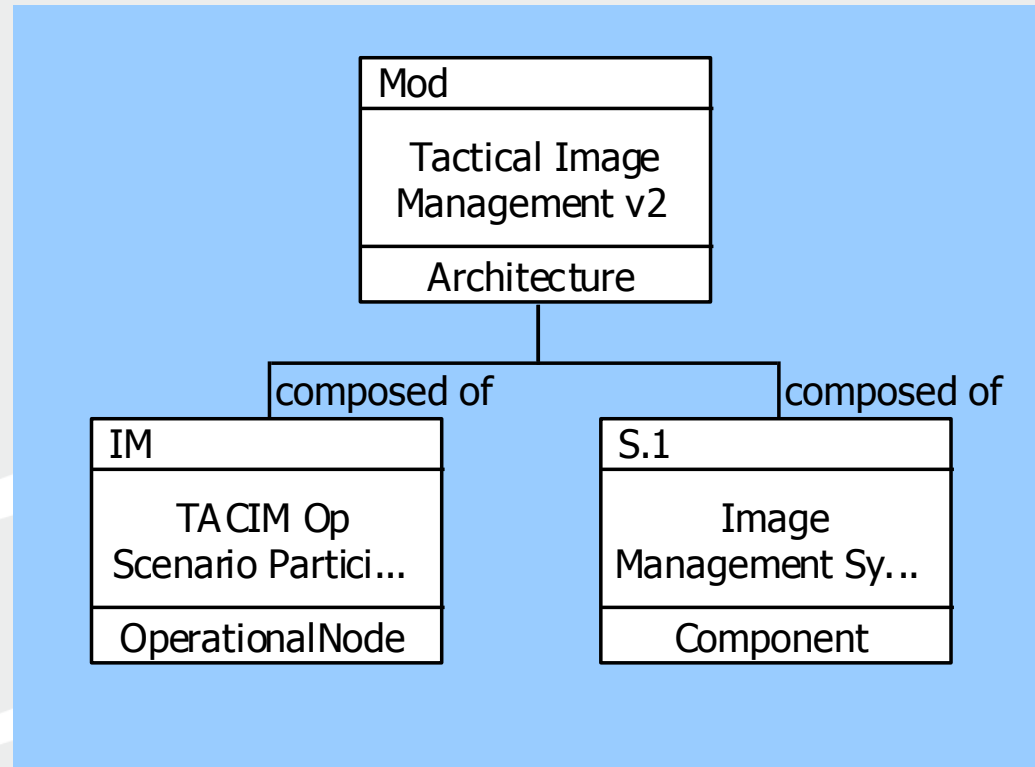 Mod
Tactical Image
Management v2
Architecture
composed of
composed of
IM
TACIM Op
Scenario Partici...
OperationalNode
S.1
Image
Management Sy...
Component